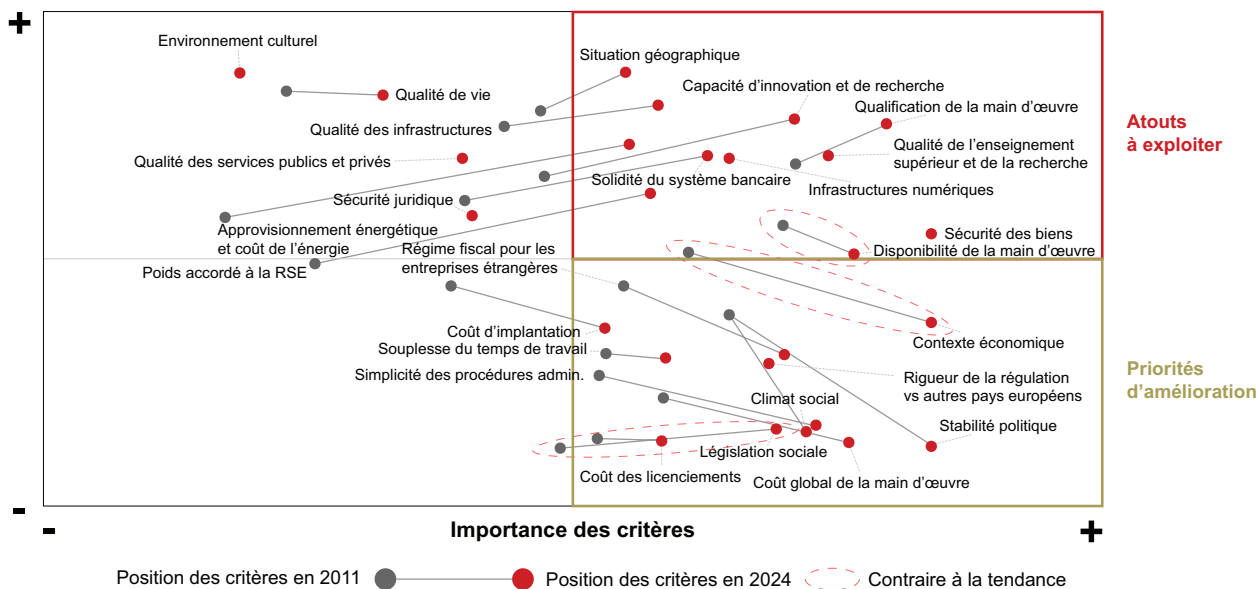 +
Environnement culturel
Situation géographique
Capacité d'innovation et de recherche
Qualité de vie
Qualification de la main d'œuvre
Qualité des infrastructures
Atouts
à exploiter
Qualité des services publics et privés
Qualité de l'enseignement
supérieur et de la recherche
Solidité du système bancaire
Infrastructures numériques
Sécurité juridique
Approvisionnement énergétique
et coût de l'énergie
Régime fiscal pour les
entreprises étrangères
Sécurité des biens
Disponibilité de la main d'œuvre
Poids accordé à la RSE
Coût d'implantation
Contexte économique
Souplesse du temps de travail
Simplicité des procédures admin.
Rigueur de la régulation
vs autres pays européens
Priorités
d'amélioration
Climat social
Stabilité politique
Législation sociale
Coût des licenciements
Coût global de la main d'œuvre
-
-
Importance des critères
+
Position des critères en 2011
Position des critères en 2024
Contraire à la tendance